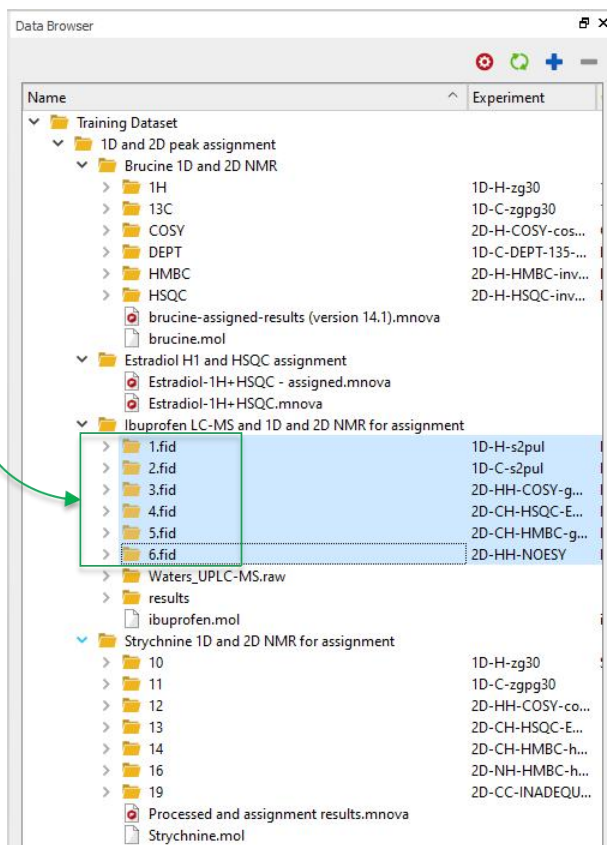 Data Browser
Name Experiment
Training Dataset
1D and 2D peak assignment
Brucine 1D and 2D NMR
1H 1D-H-zg30
13C 1D-C-zgpg30
COSY 2D-H-COSY-cos...
DEPT 1D-C-DEPT-135-...
HMBC 2D-H-HMBC-inv...
HSQC 2D-H-HSQC-inv...
brucine-assigned-results (version 14.1).mnova
brucine.mol
Estradiol H1 and HSQC assignment
Estradiol-1H+HSQC - assigned.mnova
Estradiol-1H+HSQC.mnova
Ibuprofen LC-MS and 1D and 2D NMR for assignment
1.fid 1D-H-s2pul
2.fid 1D-C-s2pul
3.fid 2D-HH-COSY-g...
4.fid 2D-CH-HSQC-E...
5.fid 2D-CH-HMBC-g...
6.fid 2D-HH-NOESY
Waters_UPLC-MS.raw
results
ibuprofen.mol
Strychnine 1D and 2D NMR for assignment
10 1D-H-zg30
11 1D-C-zgpg30
12 2D-HH-COSY-co...
13 2D-CH-HSQC-E...
14 2D-CH-HMBC-h...
16 2D-NH-HMBC-h...
19 2D-CC-INADEQU...
Processed and assignment results.mnova
Strychnine.mol